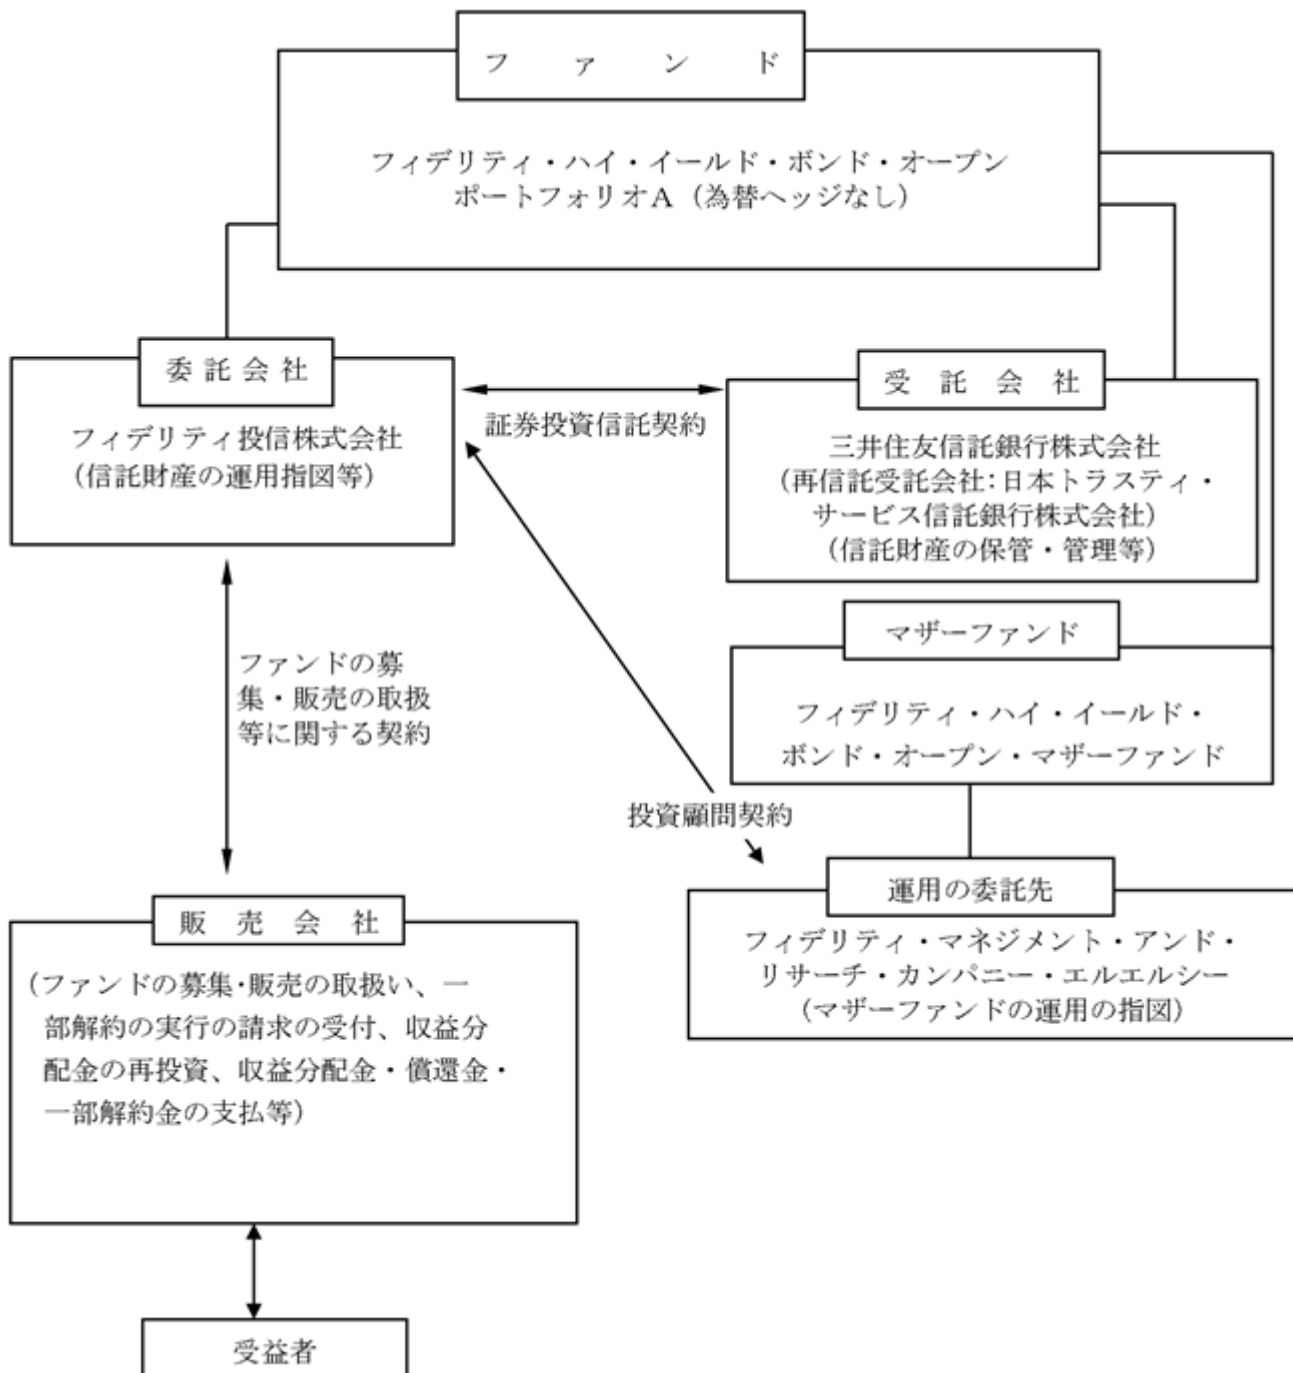 ファンド
フィデリティ・ハイ・イールド・ボンド・オープン
ポートフォリオA（為替ヘッジなし）
委託会社
フィデリティ投信株式会社
（信託財産の運用指図等）
証券投資信託契約
受託会社
三井住友信託銀行株式会社
（再信託受託会社：日本トラスティ・
サービス信託銀行株式会社）
（信託財産の保管・管理等）
ファンドの募
集・販売の取扱
等に関する契約
マザーファンド
フィデリティ・ハイ・イールド・
ボンド・オープン・マザーファンド
投資顧問契約
運用の委託先
フィデリティ・マネジメント・アンド・
リサーチ・カンパニー・エルエルシー
（マザーファンドの運用の指図）
販売会社
（ファンドの募集・販売の取扱い、一
部解約の実行の請求の受付、収益分
配金の再投資、収益分配金・償還金・
一部解約金の支払等）
受益者